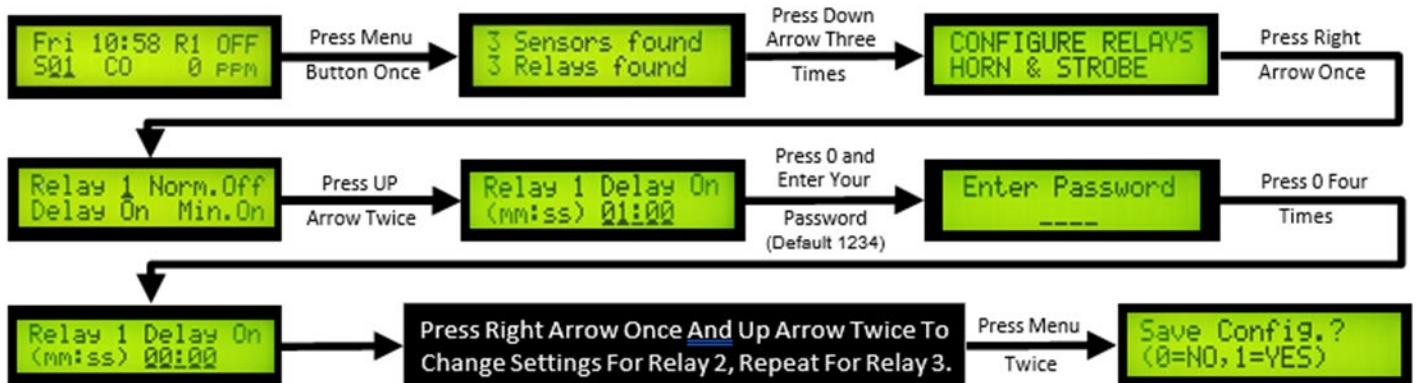 Fri 10:58 R1 OFF
S01 CO 0 PPM
Press Menu
Button Once
3 Sensors found
3 Relays found
Press Down
Arrow Three
Times
CONFIGURE RELAYS
HORN & STROBE
Press Right
Arrow Once
Relay 1 Norm.Off
Delay On Min.On
Press UP
Arrow Twice
Relay 1 Delay On
(mm:ss) 01:00
Press 0 and
Enter Your
Password
(Default 1234)
Enter Password
____
Press 0 Four
Times
Relay 1 Delay On
(mm:ss) 00:00
Press Right Arrow Once And Up Arrow Twice To
Change Settings For Relay 2, Repeat For Relay 3.
Press Menu
Twice
Save Config.?
(0=NO,1=YES)